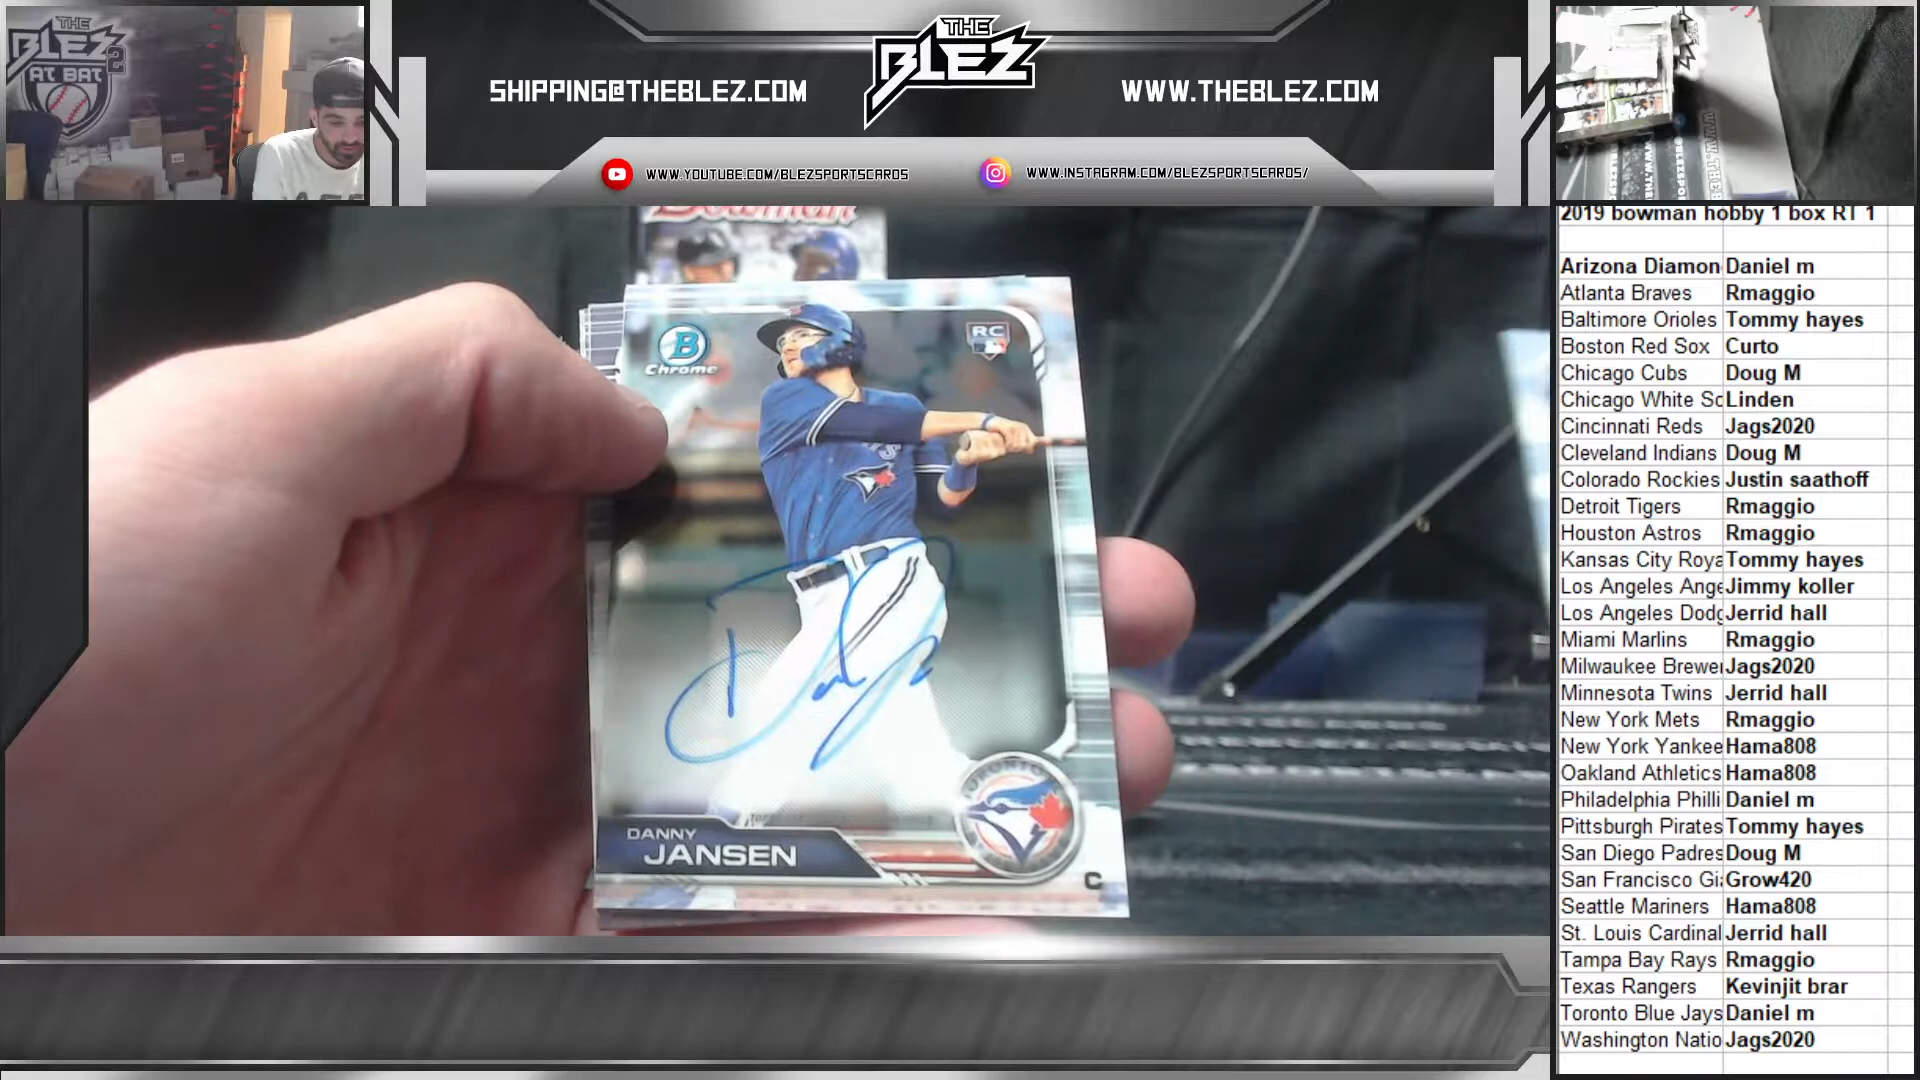 THE
BLEZ 2
AT BAT
SHIPPING@THEBLEZ.COM
THE
BLEZ
WWW.THEBLEZ.COM
WWW.YOUTUBE.COM/BLEZSPORTSCARDS
WWW.INSTAGRAM.COM/BLEZSPORTSCARDS/
Bowman
B
Chrome
RC
TORONTO
DANNY
JANSEN
C
2019 bowman hobby 1 box RT 1
Arizona Diamon Daniel m
Atlanta Braves Rmaggio
Baltimore Orioles Tommy hayes
Boston Red Sox Curto
Chicago Cubs Doug M
Chicago White So Linden
Cincinnati Reds Jags2020
Cleveland Indians Doug M
Colorado Rockies Justin saathoff
Detroit Tigers Rmaggio
Houston Astros Rmaggio
Kansas City Roya Tommy hayes
Los Angeles Ange Jimmy koller
Los Angeles Dodg Jerrid hall
Miami Marlins Rmaggio
Milwaukee Brewer Jags2020
Minnesota Twins Jerrid hall
New York Mets Rmaggio
New York Yankee Hama808
Oakland Athletics Hama808
Philadelphia Philli Daniel m
Pittsburgh Pirates Tommy hayes
San Diego Padres Doug M
San Francisco Gi Grow420
Seattle Mariners Hama808
St. Louis Cardinal Jerrid hall
Tampa Bay Rays Rmaggio
Texas Rangers Kevinjit brar
Toronto Blue Jays Daniel m
Washington Natio Jags2020